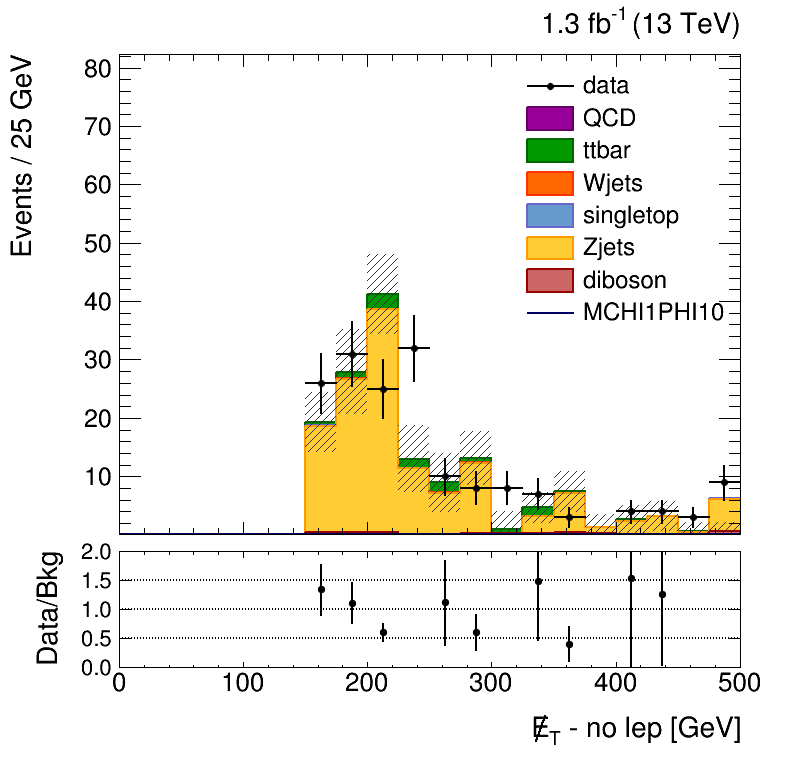 1.3 fb⁻¹ (13 TeV)
Events / 25 GeV
80
70
60
50
40
30
20
10
data
QCD
ttbar
Wjets
singletop
Zjets
diboson
MCHI1PHI10
Data/Bkg
2.0
1.5
1.0
0.5
0.0
0 100 200 300 400 500
E̸_T - no lep [GeV]